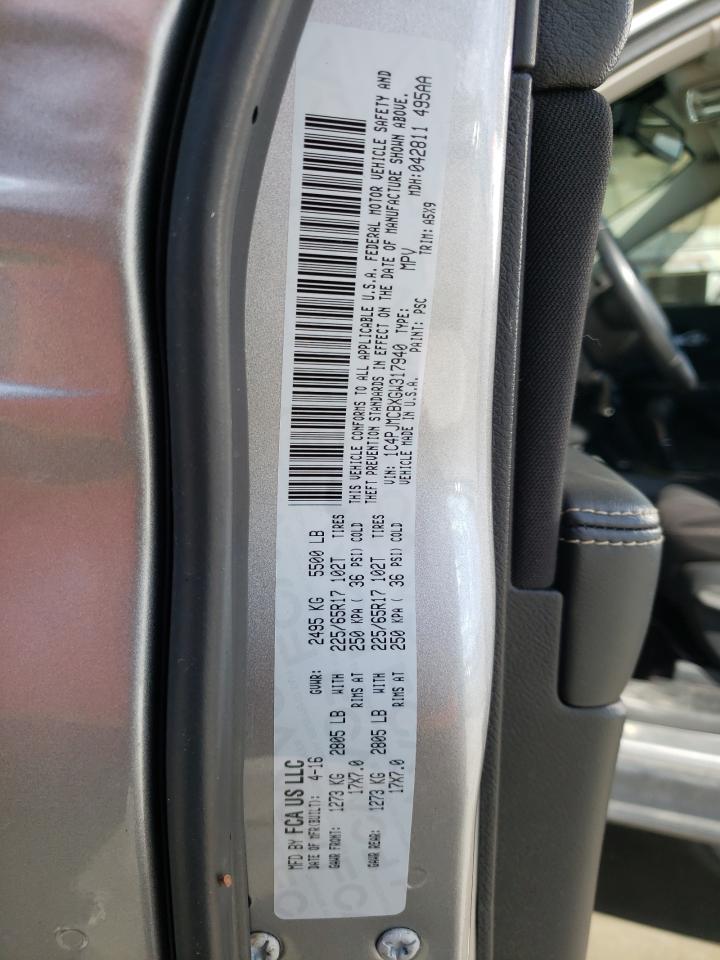 MFD BY FCA US LLC
DATE OF MFR(BUILT): 4-16 GVWR: 2495 KG 5500 LB
GAWR FRONT: 1273 KG 2805 LB WITH 225/65R17 102T TIRES
17X7.0 RIMS AT 250 KPA ( 36 PSI) COLD
GAWR REAR: 1273 KG 2805 LB WITH 225/65R17 102T TIRES
17X7.0 RIMS AT 250 KPA ( 36 PSI) COLD
THIS VEHICLE CONFORMS TO ALL APPLICABLE U.S.A. FEDERAL MOTOR VEHICLE SAFETY AND
THEFT PREVENTION STANDARDS IN EFFECT ON THE DATE OF MANUFACTURE SHOWN ABOVE.
VIN: 1C4PJMCBXGW317940 TYPE: MPV MDH: 042811 495AA
VEHICLE MADE IN U.S.A. PAINT: PSC TRIM: A5X9